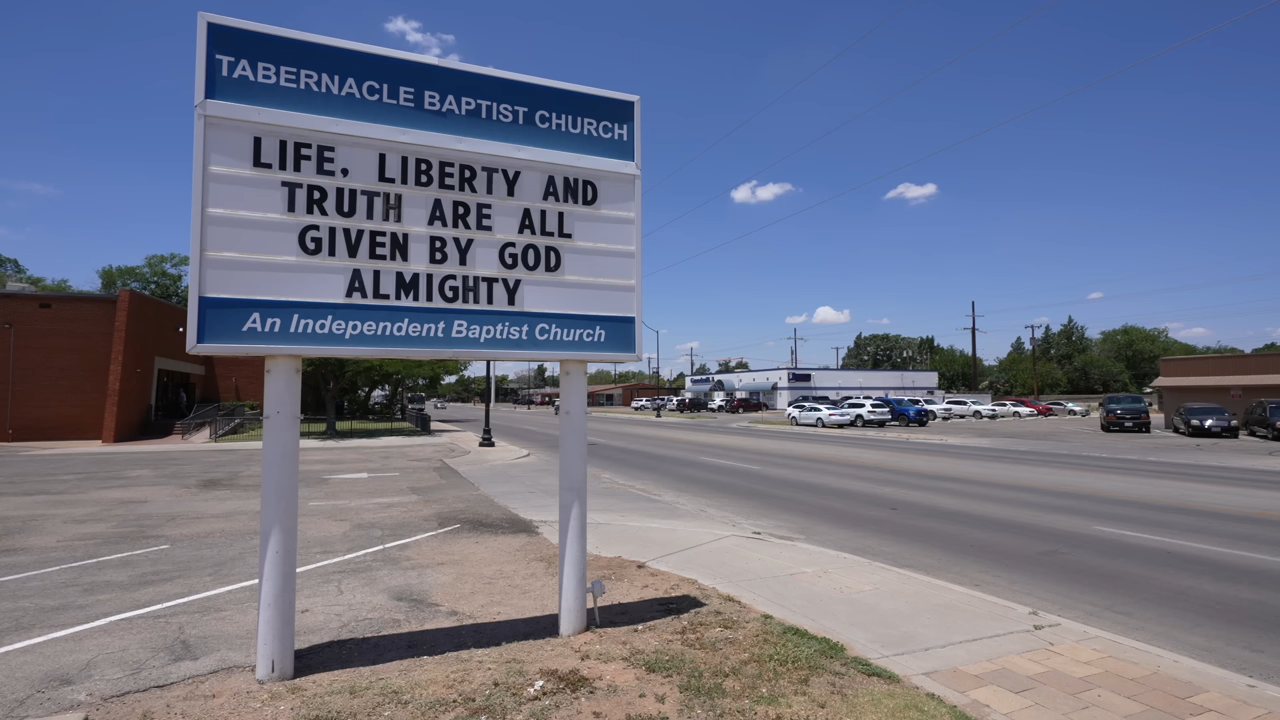 TABERNACLE BAPTIST CHURCH
LIFE, LIBERTY AND
TRUTH ARE ALL
GIVEN BY GOD
ALMIGHTY
An Independent Baptist Church